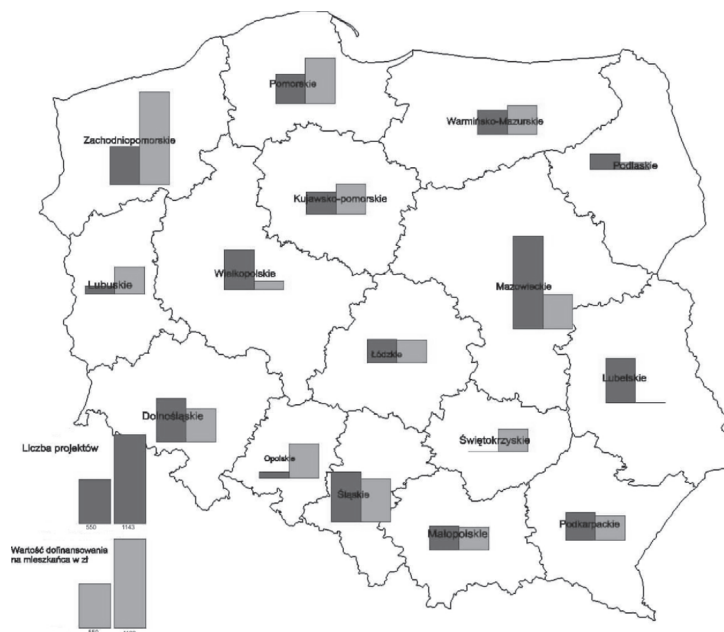 Pomorskie
Warmińsko-Mazurskie
Zachodniopomorskie
Podlaskie
Kujawsko-pomorskie
Wielkopolskie
Lubuskie
Mazowieckie
Łódzkie
Lubelskie
Dolnośląskie
Świętokrzyskie
Liczba projektów
Opolskie
Śląskie
550 1143
Podkarpackie
Małopolskie
Wartość dofinansowania
na mieszkańca w zł